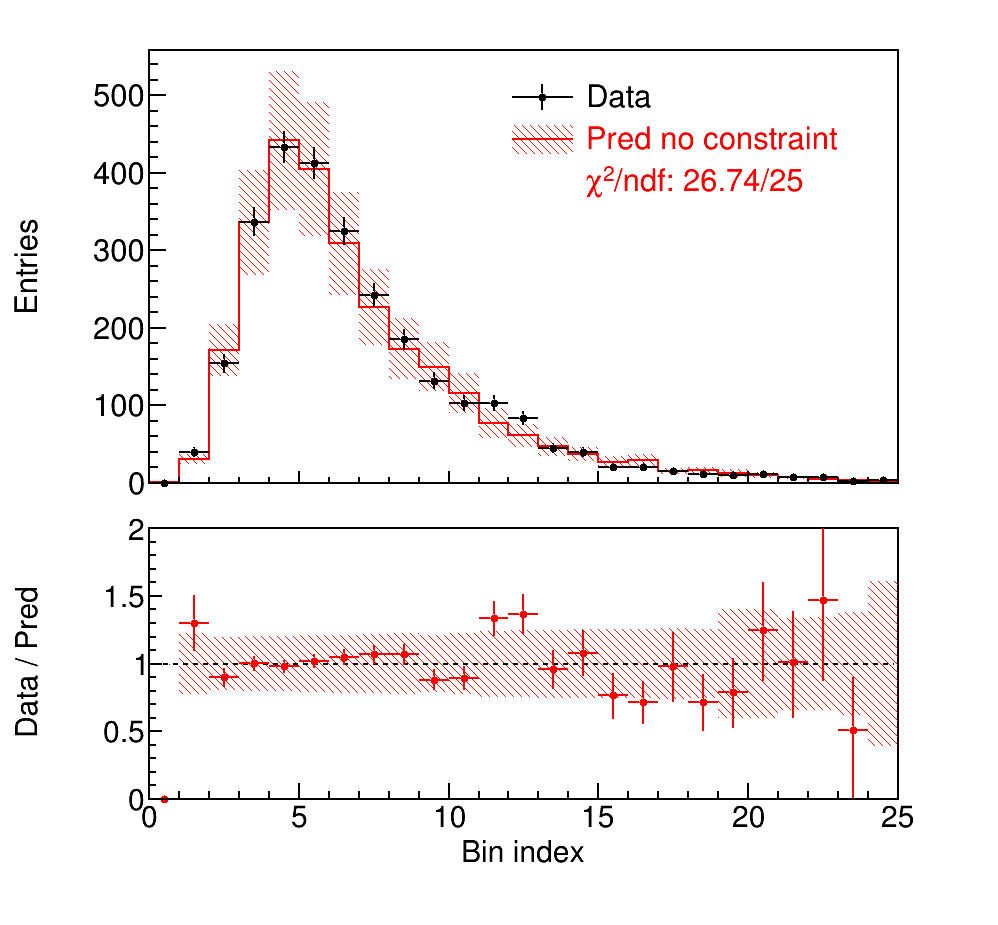 Entries
500
400
300
200
100
0
Data
Pred no constraint
χ²/ndf: 26.74/25
Data / Pred
2
1.5
1
0.5
0
0 5 10 15 20 25
Bin index